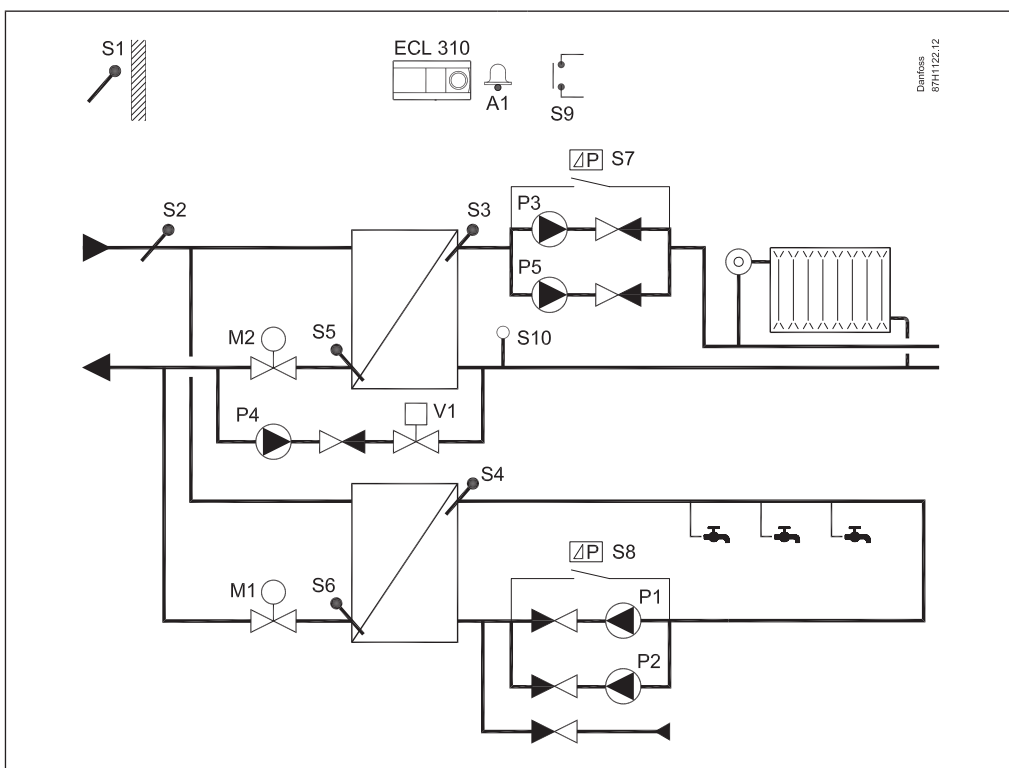 S1
ECL 310
A1
S9
Danfoss
87H1122.12
⊿P S7
P3
S2
S3
P5
M2
S5
S10
P4
V1
S4
⊿P S8
M1
S6
P1
P2